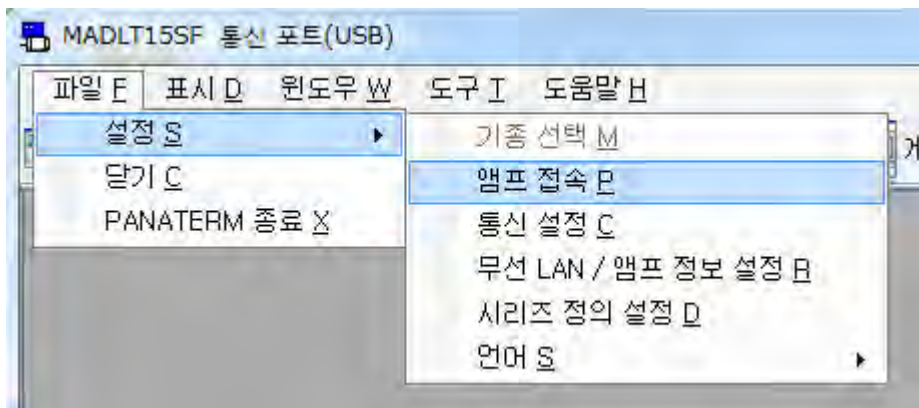 MADLT15SF 통신 포트(USB)
파일 F 표시 D 윈도우 W 도구 T 도움말 H
설정 S
닫기 C
PANATERM 종료 X
기종 선택 M
앰프 접속 P
통신 설정 C
무선 LAN / 앰프 정보 설정 R
시리즈 정의 설정 D
언어 S